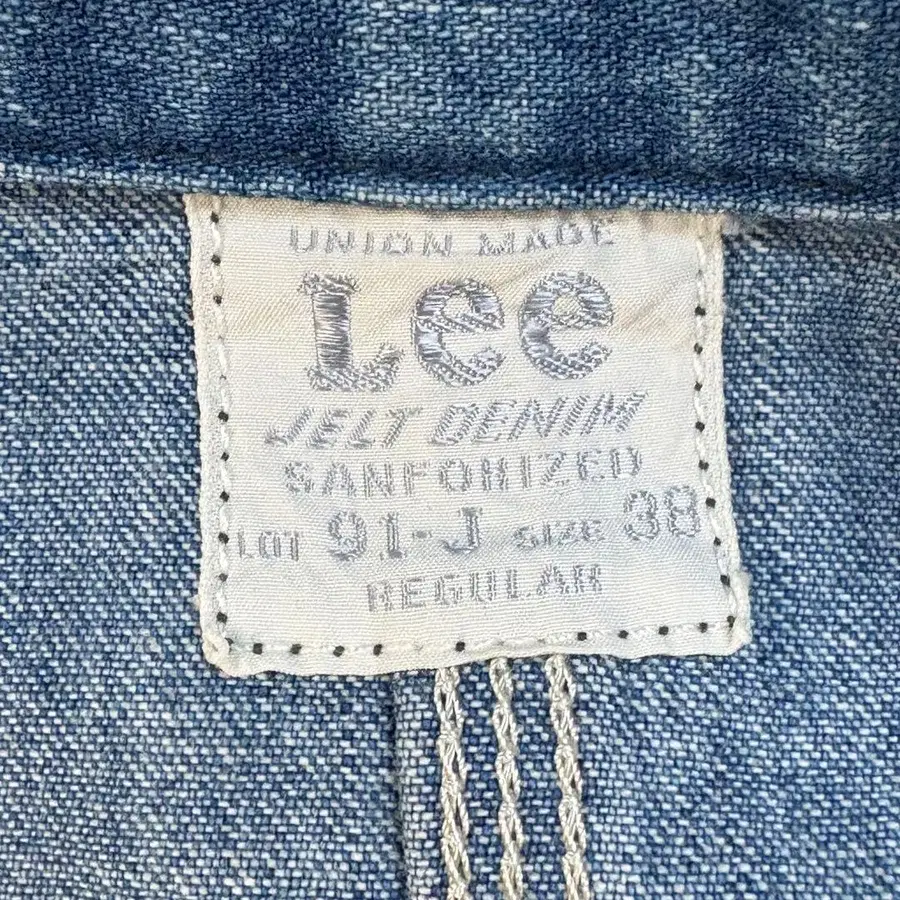 UNION MADE
Lee
JELT DENIM
SANFORIZED
LOT 91-J SIZE 38
REGULAR